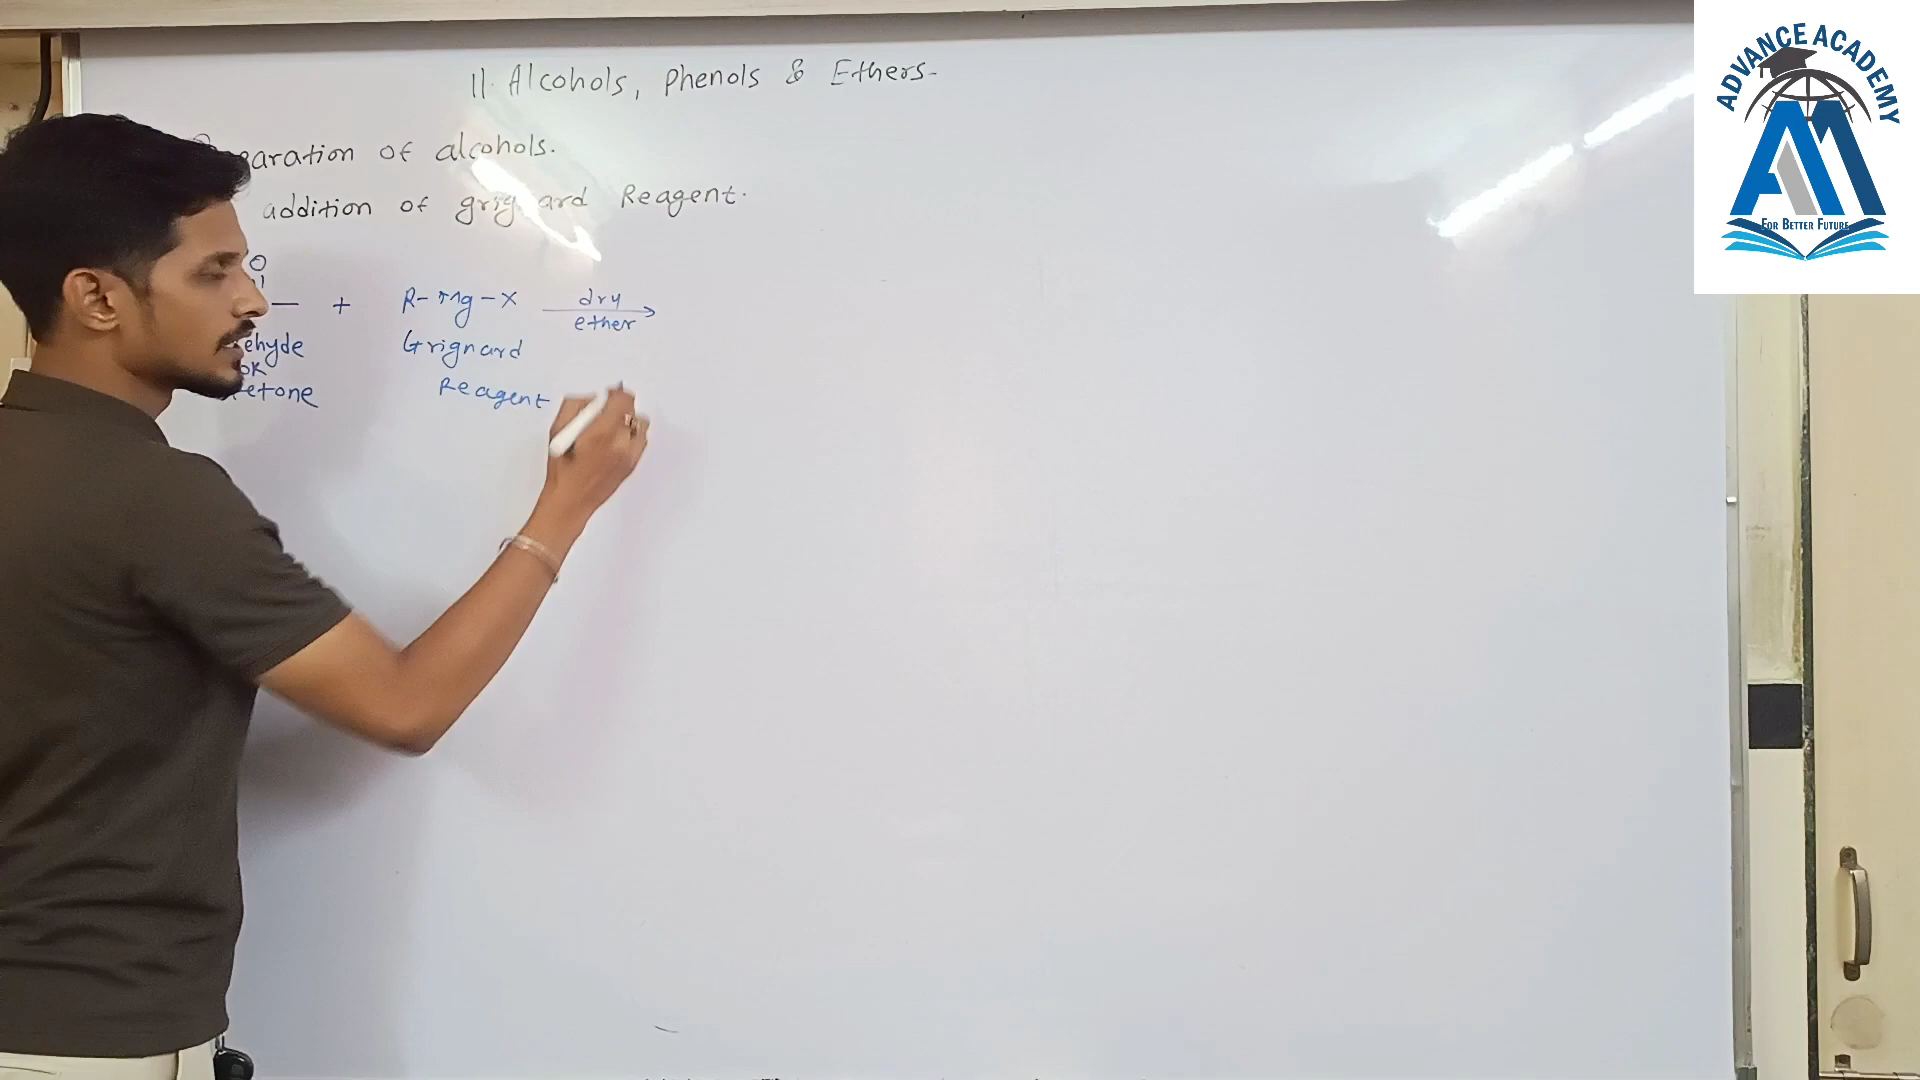 11. Alcohols, Phenols & Ethers-
aration of alcohols.
addition of grignard Reagent.
O
— + R-Mg-X dry
ether
ehyde Grignard
OR
etone Reagent
ADVANCE ACADEMY
FOR BETTER FUTURE